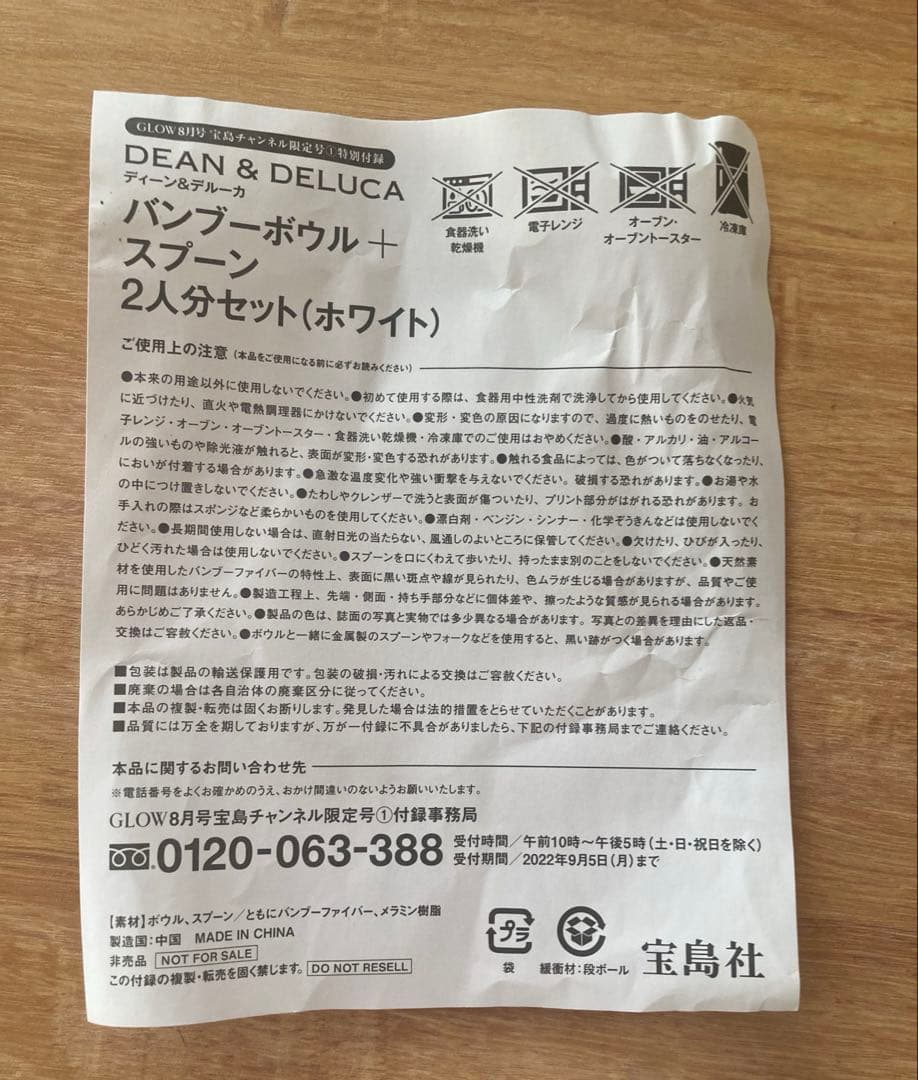 GLOW8月号 宝島チャンネル限定号①特別付録
DEAN & DELUCA
ディーン&デルーカ
バンブーボウル+
スプーン
2人分セット(ホワイト)
食器洗い
乾燥機
電子レンジ
オーブン・
オーブントースター
冷凍庫
ご使用上の注意(本品をご使用になる前に必ずお読みください)
●本来の用途以外に使用しないでください。●初めて使用する際は、食器用中性洗剤で洗浄してから使用してください。●火気
に近づけたり、直火や電熱調理器にかけないでください。●変形・変色の原因になりますので、過度に熱いものをのせたり、電
子レンジ・オーブン・オーブントースター・食器洗い乾燥機・冷凍庫でのご使用はおやめください。●酸・アルカリ・油・アルコー
ルの強いものや除光液が触れると、表面が変形・変色する恐れがあります。●触れる食品によっては、色がついて落ちなくなったり、
においが付着する場合があります。●急激な温度変化や強い衝撃を与えないでください。破損する恐れがあります。●お湯や水
の中につけ置きしないでください。●たわしやクレンザーで洗うと表面が傷ついたり、プリント部分がはがれる恐れがあります。お
手入れの際はスポンジなど柔らかいものを使用してください。●漂白剤・ベンジン・シンナー・化学ぞうきんなどは使用しないでく
ださい。●長期間使用しない場合は、直射日光の当たらない、風通しのよいところに保管してください。●欠けたり、ひびが入ったり、
ひどく汚れた場合は使用しないでください。●スプーンを口にくわえて歩いたり、持ったまま別のことをしないでください。●天然素
材を使用したバンブーファイバーの特性上、表面に黒い斑点や線が見られたり、色ムラが生じる場合がありますが、品質やご使
用に問題はありません。●製造工程上、先端・側面・持ち手部分などに個体差や、擦ったような質感が見られる場合があります。
あらかじめご了承ください。●製品の色は、誌面の写真と実物では多少異なる場合があります。写真との差異を理由にした返品・
交換はご容赦ください。●ボウルと一緒に金属製のスプーンやフォークなどを使用すると、黒い跡がつく場合があります。
■包装は製品の輸送保護用です。包装の破損・汚れによる交換はご容赦ください。
■廃棄の場合は各自治体の廃棄区分に従ってください。
■本品の複製・転売は固くお断りします。発見した場合は法的措置をとらせていただくことがあります。
■品質には万全を期しておりますが、万が一付録に不具合がありましたら、下記の付録事務局までご連絡ください。
本品に関するお問い合わせ先
※電話番号をよくお確かめのうえ、おかけ間違いのないようお願いいたします。
GLOW8月号宝島チャンネル限定号①付録事務局
0120-063-388
受付時間/午前10時〜午後5時(土・日・祝日を除く)
受付期間/2022年9月5日(月)まで
【素材】ボウル、スプーン/ともにバンブーファイバー、メラミン樹脂
製造国:中国 MADE IN CHINA
非売品 NOT FOR SALE
この付録の複製・転売を固く禁じます。 DO NOT RESELL
プラ
袋
緩衝材:段ボール
宝島社